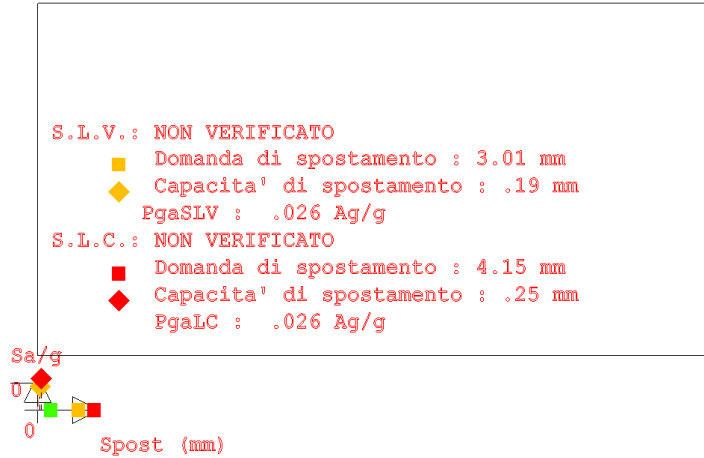 S.L.V.: NON VERIFICATO
Domanda di spostamento : 3.01 mm
Capacita' di spostamento : .19 mm
PgaSLV : .026 Ag/g
S.L.C.: NON VERIFICATO
Domanda di spostamento : 4.15 mm
Capacita' di spostamento : .25 mm
PgaLC : .026 Ag/g
Sa/g
0
0
Spost (mm)